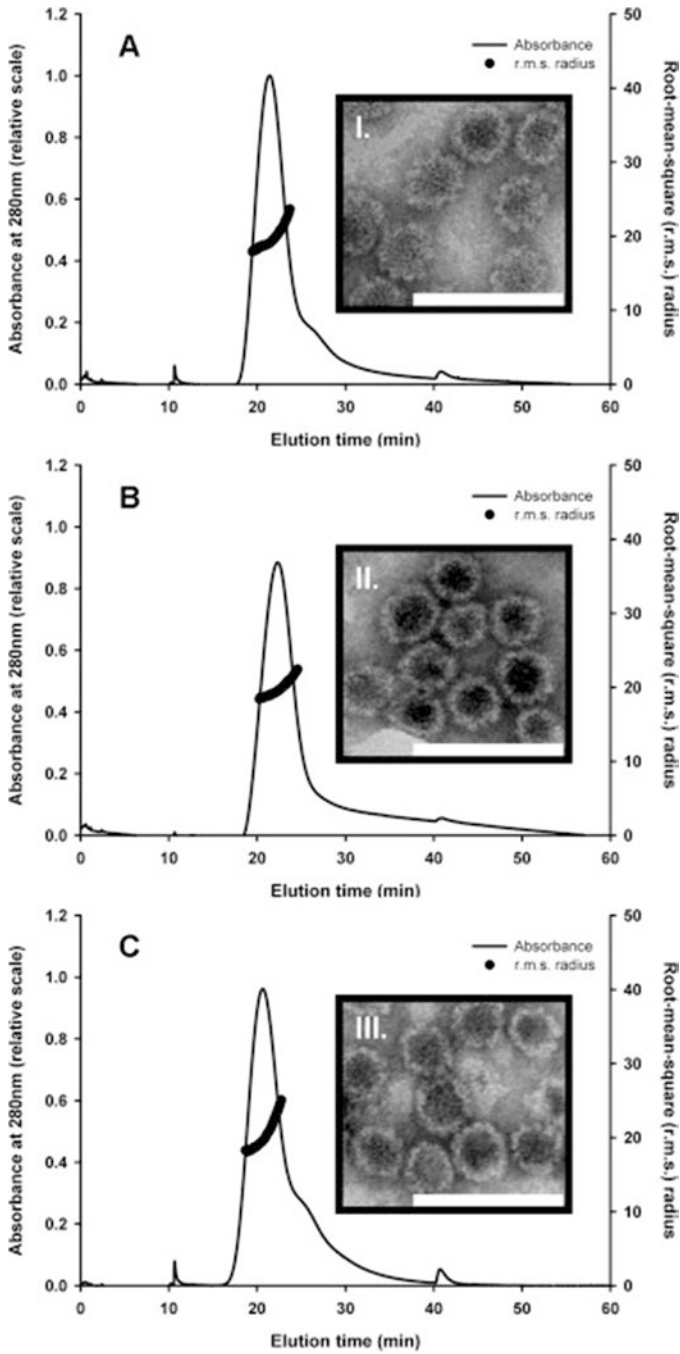 A
Absorbance
r.m.s. radius
I.
Absorbance at 280nm (relative scale)
1.2
1.0
0.8
0.6
0.4
0.2
0.0
50
40
30
20
10
0
Root-mean-square (r.m.s.) radius
0 10 20 30 40 50 60
Elution time (min)
B
Absorbance
r.m.s. radius
II.
Absorbance at 280nm (relative scale)
1.2
1.0
0.8
0.6
0.4
0.2
0.0
50
40
30
20
10
0
Root-mean-square (r.m.s.) radius
0 10 20 30 40 50 60
Elution time (min)
C
Absorbance
r.m.s. radius
III.
Absorbance at 280nm (relative scale)
1.2
1.0
0.8
0.6
0.4
0.2
0.0
50
40
30
20
10
0
Root-mean-square (r.m.s.) radius
0 10 20 30 40 50 60
Elution time (min)